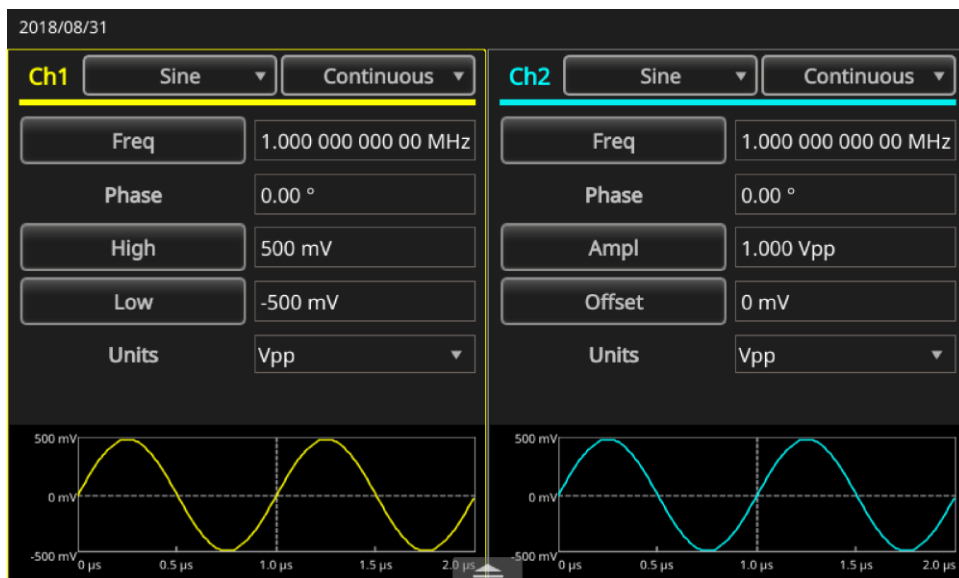 2018/08/31
Ch1 Sine Continuous
Freq 1.000 000 000 00 MHz
Phase 0.00 °
High 500 mV
Low -500 mV
Units Vpp
500 mV
0 mV
-500 mV
0 µs 0.5 µs 1.0 µs 1.5 µs 2.0 µs
Ch2 Sine Continuous
Freq 1.000 000 000 00 MHz
Phase 0.00 °
Ampl 1.000 Vpp
Offset 0 mV
Units Vpp
500 mV
0 mV
-500 mV
0 µs 0.5 µs 1.0 µs 1.5 µs 2.0 µs